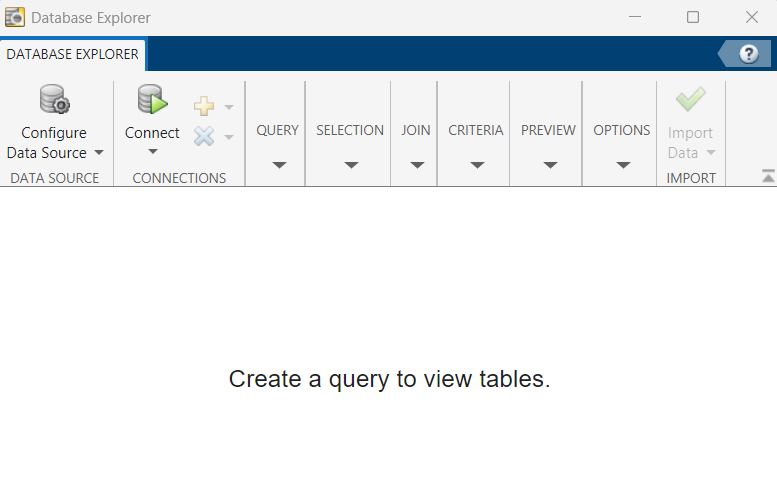 Database Explorer
DATABASE EXPLORER
?
Configure
Data Source
DATA SOURCE
Connect
CONNECTIONS
QUERY
SELECTION
JOIN
CRITERIA
PREVIEW
OPTIONS
Import
Data
IMPORT
Create a query to view tables.